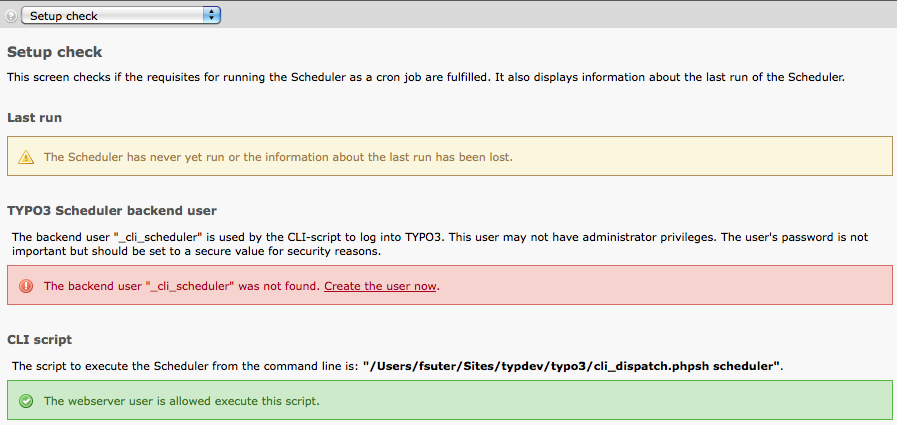 Setup check
Setup check
This screen checks if the requisites for running the Scheduler as a cron job are fulfilled. It also displays information about the last run of the Scheduler.
Last run
The Scheduler has never yet run or the information about the last run has been lost.
TYPO3 Scheduler backend user
The backend user "_cli_scheduler" is used by the CLI-script to log into TYPO3. This user may not have administrator privileges. The user's password is not
important but should be set to a secure value for security reasons.
The backend user "_cli_scheduler" was not found. Create the user now.
CLI script
The script to execute the Scheduler from the command line is: "/Users/fsuter/Sites/typdev/typo3/cli_dispatch.phpsh scheduler".
The webserver user is allowed execute this script.